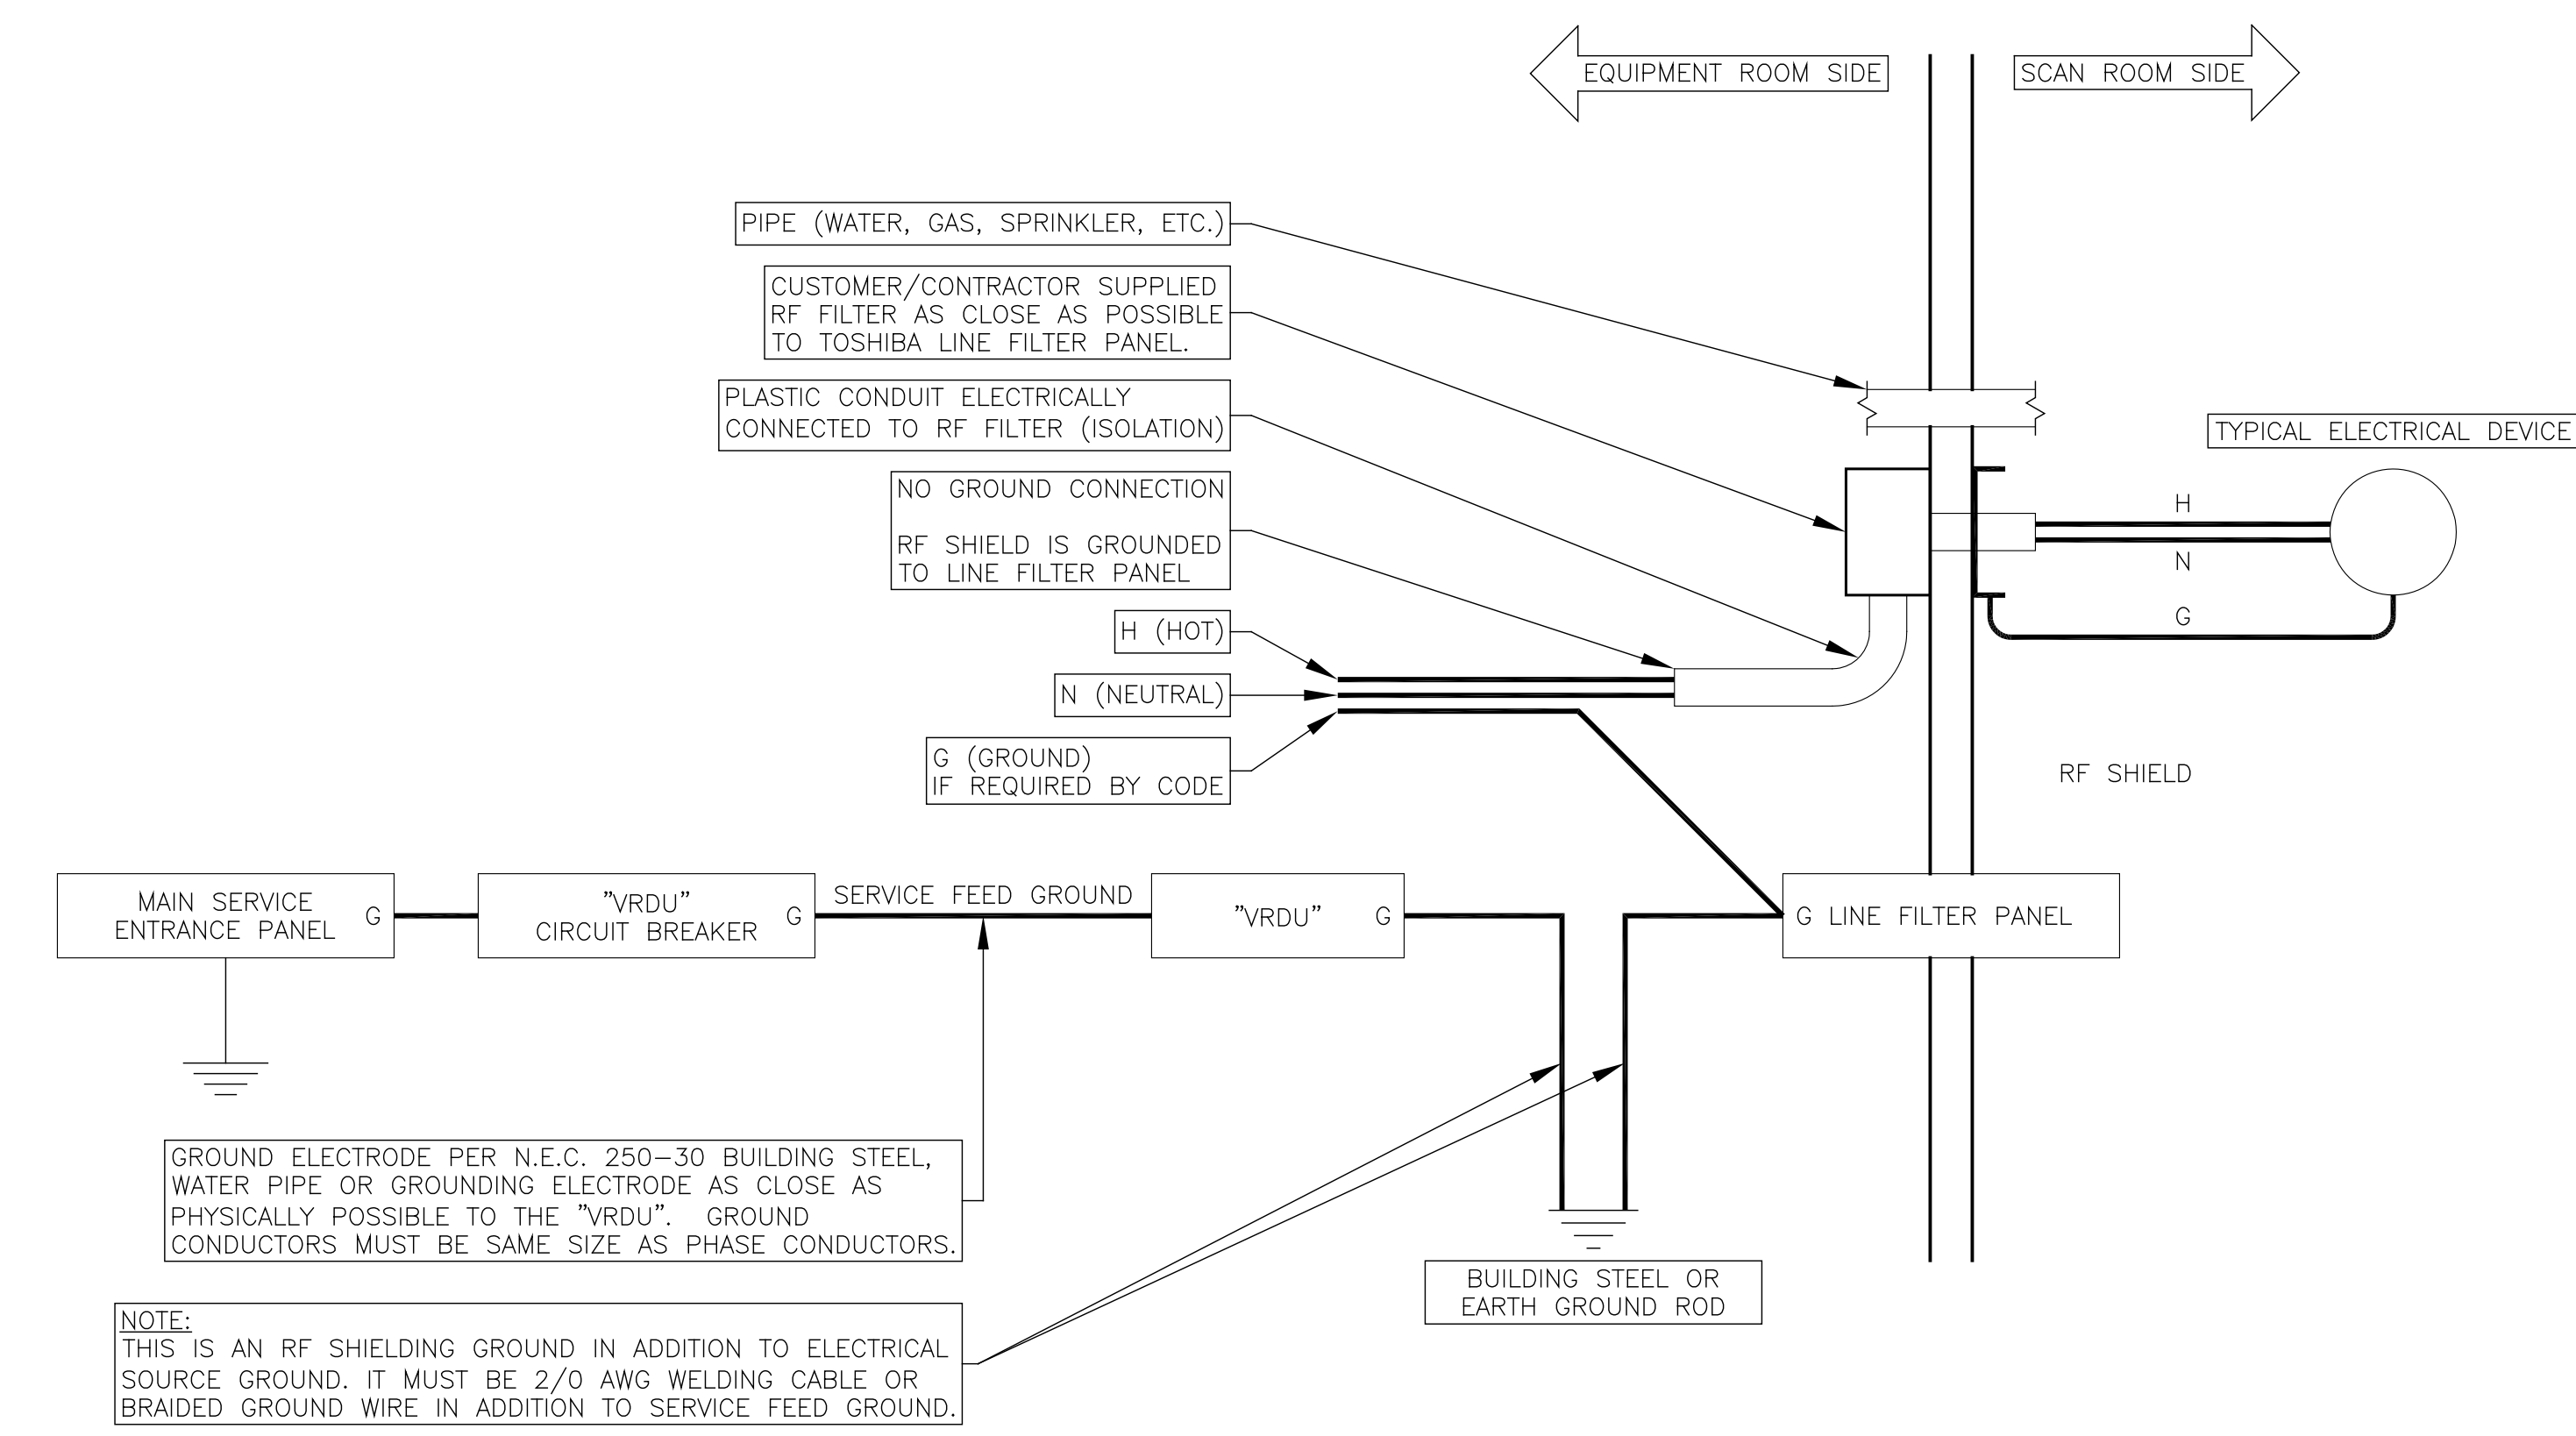 EQUIPMENT ROOM SIDE
SCAN ROOM SIDE
PIPE (WATER, GAS, SPRINKLER, ETC.)
CUSTOMER/CONTRACTOR SUPPLIED
RF FILTER AS CLOSE AS POSSIBLE
TO TOSHIBA LINE FILTER PANEL.
PLASTIC CONDUIT ELECTRICALLY
CONNECTED TO RF FILTER (ISOLATION)
TYPICAL ELECTRICAL DEVICE
NO GROUND CONNECTION
RF SHIELD IS GROUNDED
TO LINE FILTER PANEL
H
N
G
H (HOT)
N (NEUTRAL)
G (GROUND)
IF REQUIRED BY CODE
RF SHIELD
MAIN SERVICE
ENTRANCE PANEL
G
"VRDU"
CIRCUIT BREAKER
G
SERVICE FEED GROUND
"VRDU"
G
G LINE FILTER PANEL
GROUND ELECTRODE PER N.E.C. 250-30 BUILDING STEEL,
WATER PIPE OR GROUNDING ELECTRODE AS CLOSE AS
PHYSICALLY POSSIBLE TO THE "VRDU". GROUND
CONDUCTORS MUST BE SAME SIZE AS PHASE CONDUCTORS.
BUILDING STEEL OR
EARTH GROUND ROD
NOTE:
THIS IS AN RF SHIELDING GROUND IN ADDITION TO ELECTRICAL
SOURCE GROUND. IT MUST BE 2/0 AWG WELDING CABLE OR
BRAIDED GROUND WIRE IN ADDITION TO SERVICE FEED GROUND.